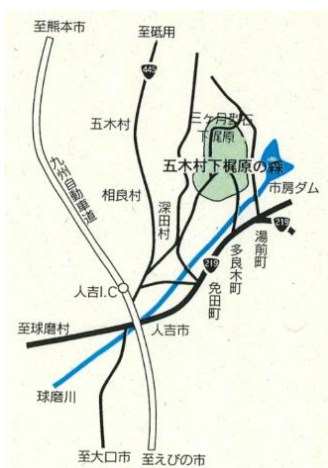 至熊本市
至砥用
445
三ヶ月型石
下梶原
五木村
五木村下梶原の森
九州自動車道
相良村
深田村
市房ダム
219
湯前町
多良木町
219
免田町
人吉I.C
人吉市
至球磨村
球磨川
至大口市
至えびの市